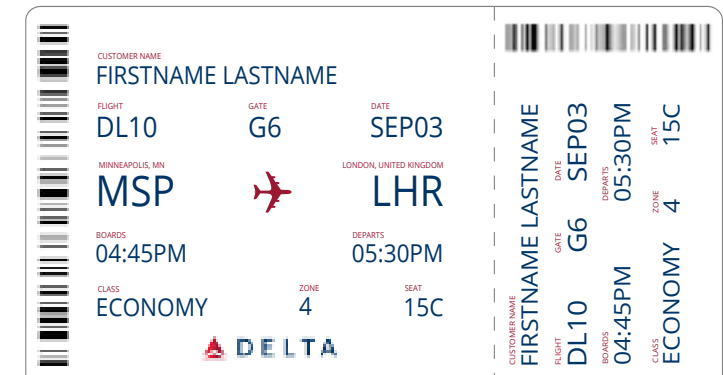 CUSTOMER NAME
FIRSTNAME LASTNAME
FLIGHT GATE DATE
DL10 G6 SEP03
MINNEAPOLIS, MN LONDON, UNITED KINGDOM
MSP LHR
BOARDS DEPARTS
04:45PM 05:30PM
CLASS ZONE SEAT
ECONOMY 4 15C
DELTA
CUSTOMER NAME
FIRSTNAME LASTNAME
FLIGHT GATE DATE
DL10 G6 SEP03
BOARDS DEPARTS
04:45PM 05:30PM
CLASS ZONE SEAT
ECONOMY 4 15C